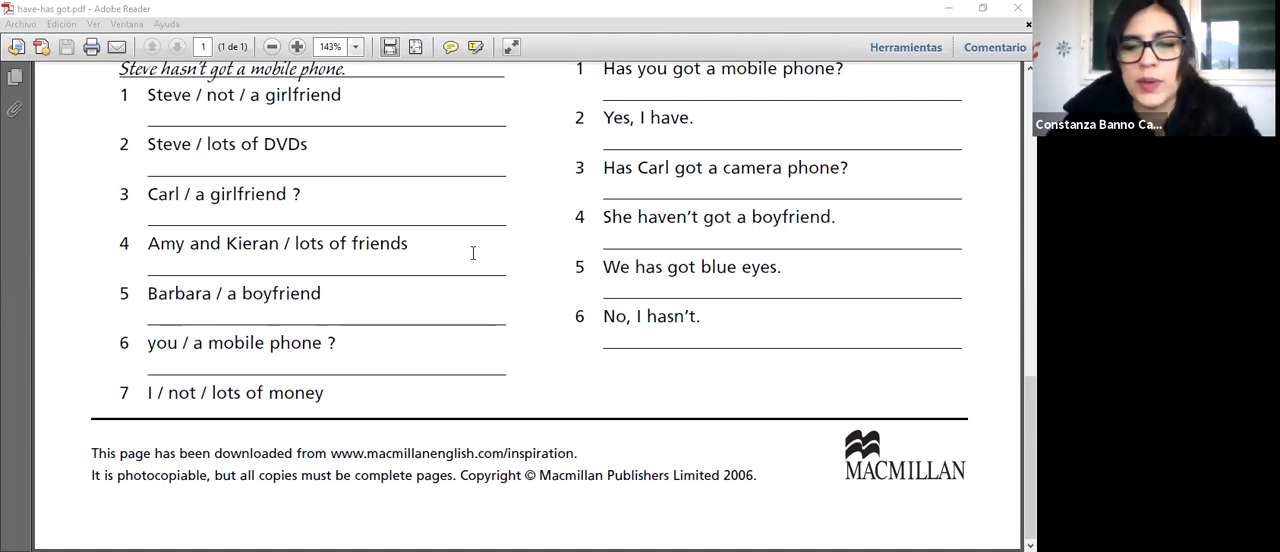 have-has got.pdf - Adobe Reader
Archivo Edición Ver Ventana Ayuda
1 (1 de 1) 143% Herramientas Comentario
Steve hasn't got a mobile phone.
1 Steve / not / a girlfriend
2 Steve / lots of DVDs
3 Carl / a girlfriend ?
4 Amy and Kieran / lots of friends
5 Barbara / a boyfriend
6 you / a mobile phone ?
7 I / not / lots of money
1 Has you got a mobile phone?
2 Yes, I have.
3 Has Carl got a camera phone?
4 She haven't got a boyfriend.
5 We has got blue eyes.
6 No, I hasn't.
This page has been downloaded from www.macmillanenglish.com/inspiration.
It is photocopiable, but all copies must be complete pages. Copyright © Macmillan Publishers Limited 2006.
MACMILLAN
Constanza Banno Ca...